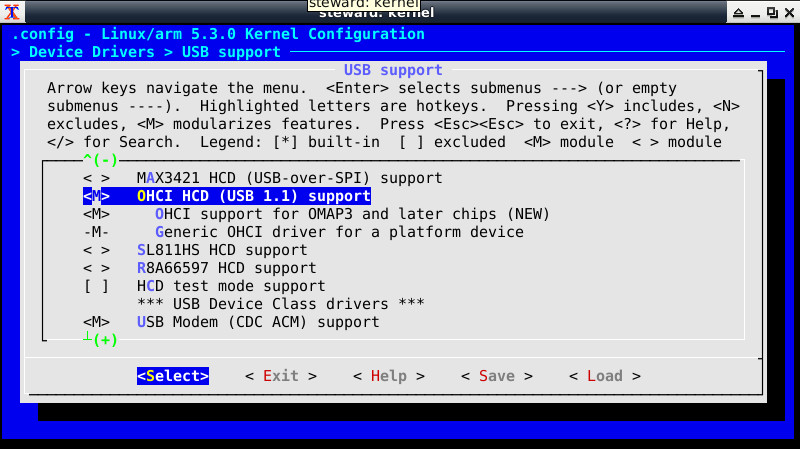 steward: kernel
steward: kernel
.config - Linux/arm 5.3.0 Kernel Configuration
> Device Drivers > USB support
USB support
Arrow keys navigate the menu.  <Enter> selects submenus ---> (or empty
submenus ----).  Highlighted letters are hotkeys.  Pressing <Y> includes, <N>
excludes, <M> modularizes features.  Press <Esc><Esc> to exit, <?> for Help,
</> for Search.  Legend: [*] built-in  [ ] excluded  <M> module  < > module
^(-)
< >   MAX3421 HCD (USB-over-SPI) support
<M>   OHCI HCD (USB 1.1) support
<M>     OHCI support for OMAP3 and later chips (NEW)
-M-     Generic OHCI driver for a platform device
< >   SL811HS HCD support
< >   R8A66597 HCD support
[ ]   HCD test mode support
*** USB Device Class drivers ***
<M>   USB Modem (CDC ACM) support
┴(+)
<Select>    < Exit >    < Help >    < Save >    < Load >